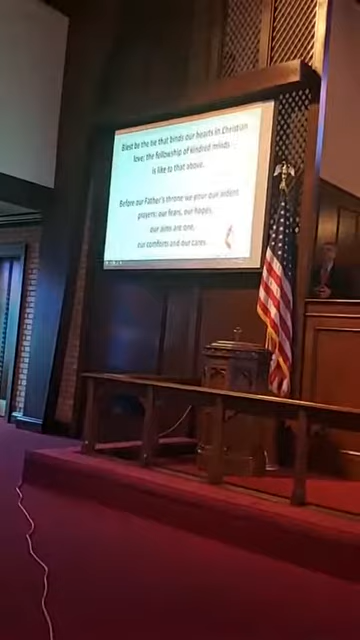 Blest be the tie that binds our hearts in Christian
love; the fellowship of kindred minds
is like to that above.
Before our Father's throne we pour our ardent
prayers; our fears, our hopes,
our aims are one,
our comforts and our cares.